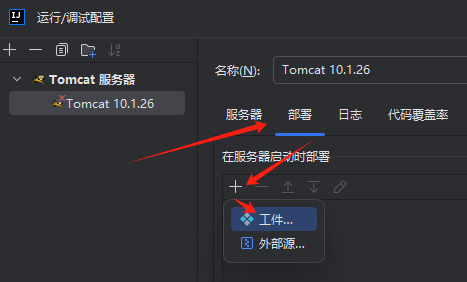 IJ 运行/调试配置
Tomcat 服务器
Tomcat 10.1.26
名称(N): Tomcat 10.1.26
服务器 部署 日志 代码覆盖率
在服务器启动时部署
工件...
外部源...